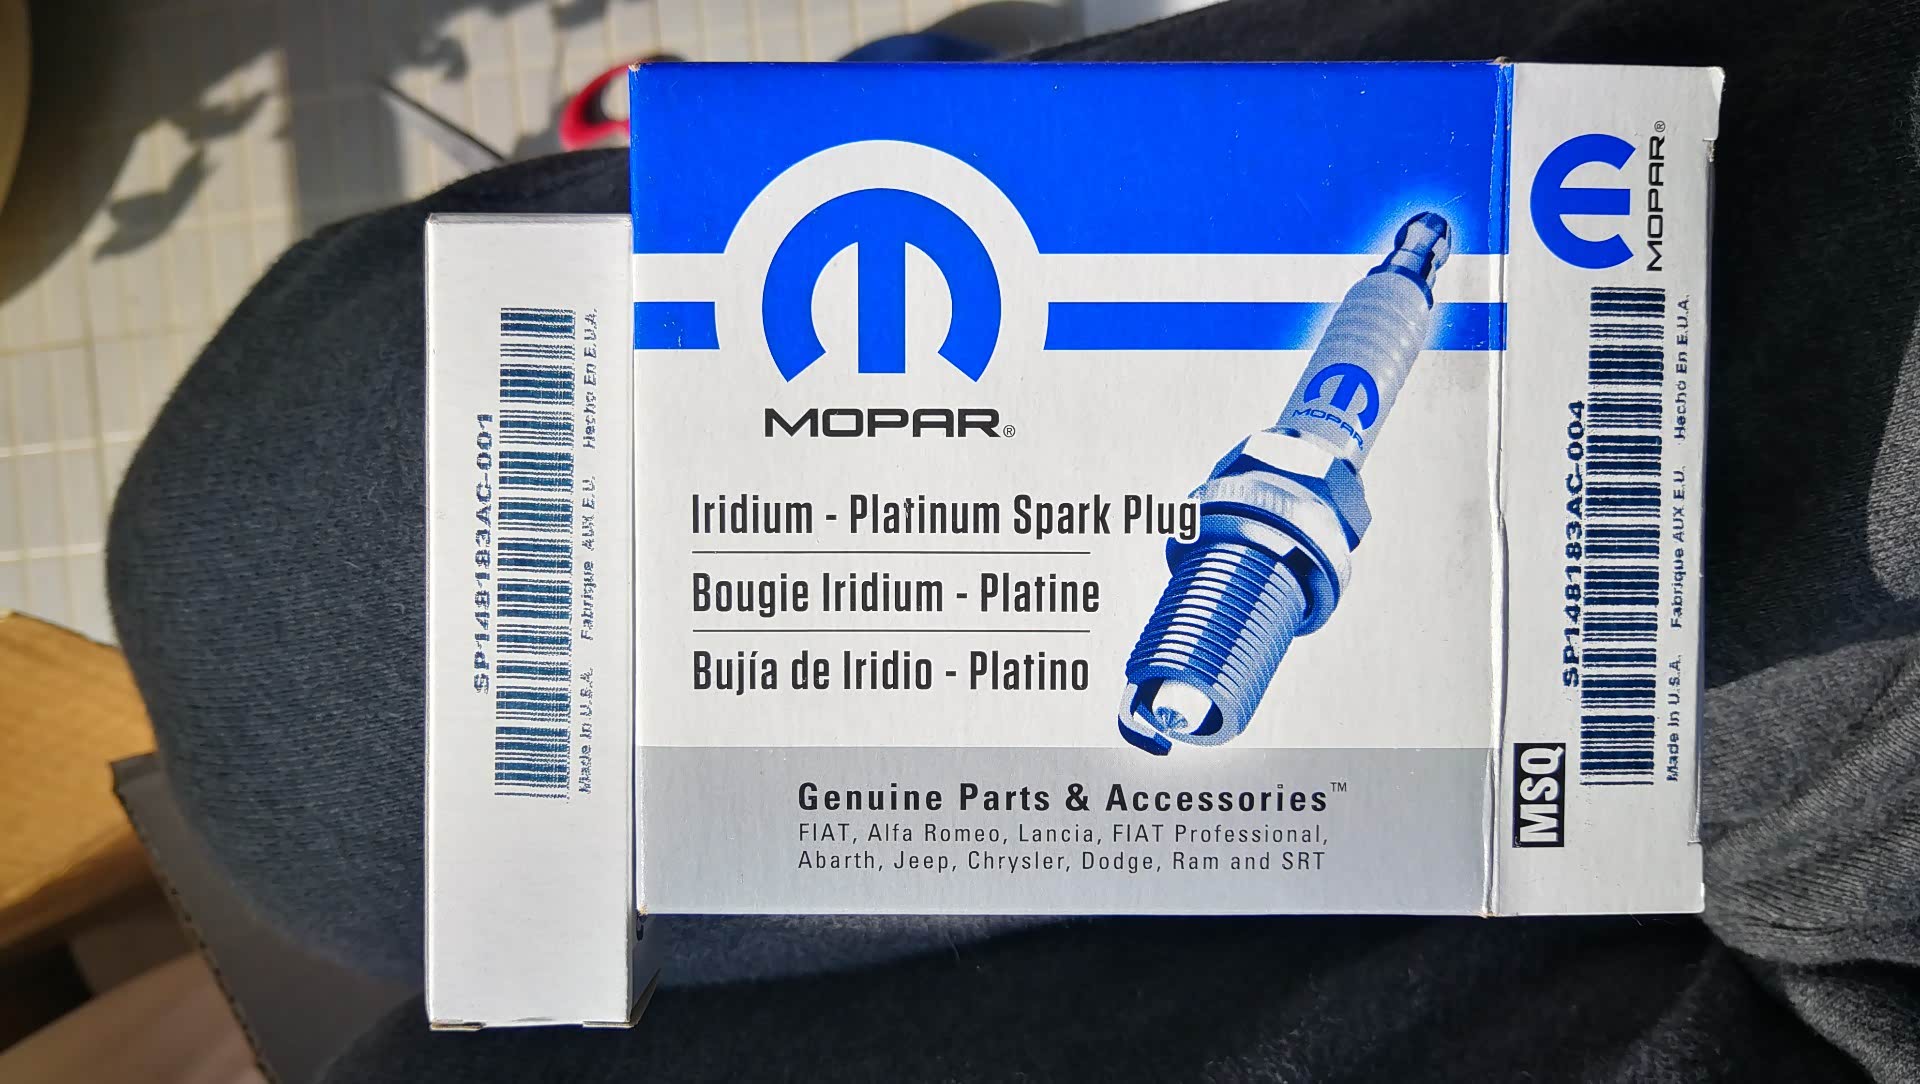 SP148183AC-001
Made In U.S.A. Fabrique AUX E.U. Hecho En E.U.A.
MOPAR®
MOPAR
Iridium - Platinum Spark Plug
Bougie Iridium - Platine
Bujía de Iridio - Platino
Genuine Parts & Accessories™
FIAT, Alfa Romeo, Lancia, FIAT Professional,
Abarth, Jeep, Chrysler, Dodge, Ram and SRT
MOPAR®
SP148183AC-004
Made In U.S.A. Fabrique AUX E.U. Hecho En E.U.A.
MSQ